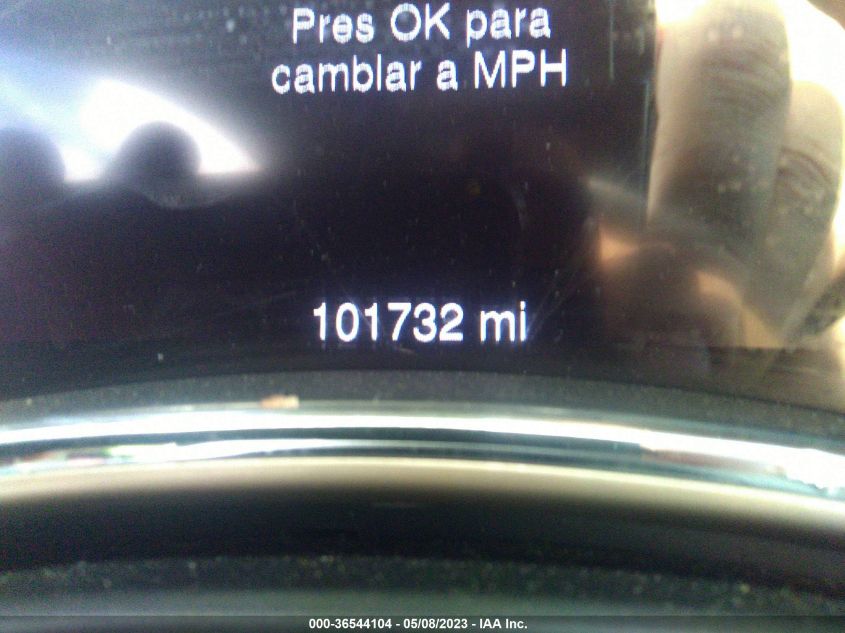 Pres OK para
cambiar a MPH
101732 mi
000-36544104 - 05/08/2023 - IAA Inc.